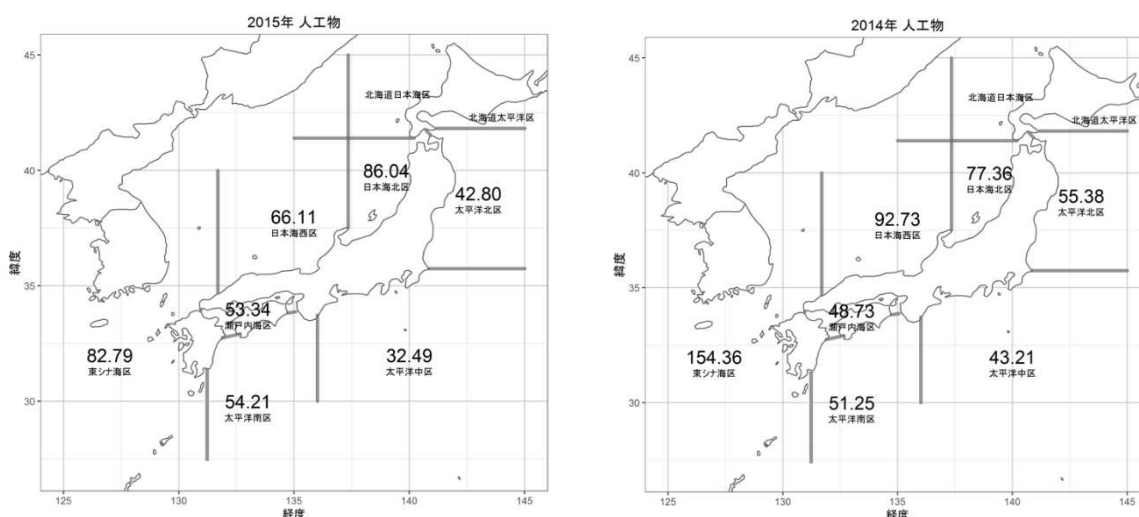 2015年 人工物
45
40
35
30
緯度
125
130
135
140
145
経度
北海道日本海区
北海道太平洋区
86.04
日本海北区
42.80
太平洋北区
66.11
日本海西区
53.34
瀬戸内海区
82.79
東シナ海区
32.49
太平洋中区
54.21
太平洋南区
2014年 人工物
45
40
35
30
緯度
125
130
135
140
145
経度
北海道日本海区
北海道太平洋区
77.36
日本海北区
55.38
太平洋北区
92.73
日本海西区
48.73
瀬戸内海区
154.36
東シナ海区
43.21
太平洋中区
51.25
太平洋南区